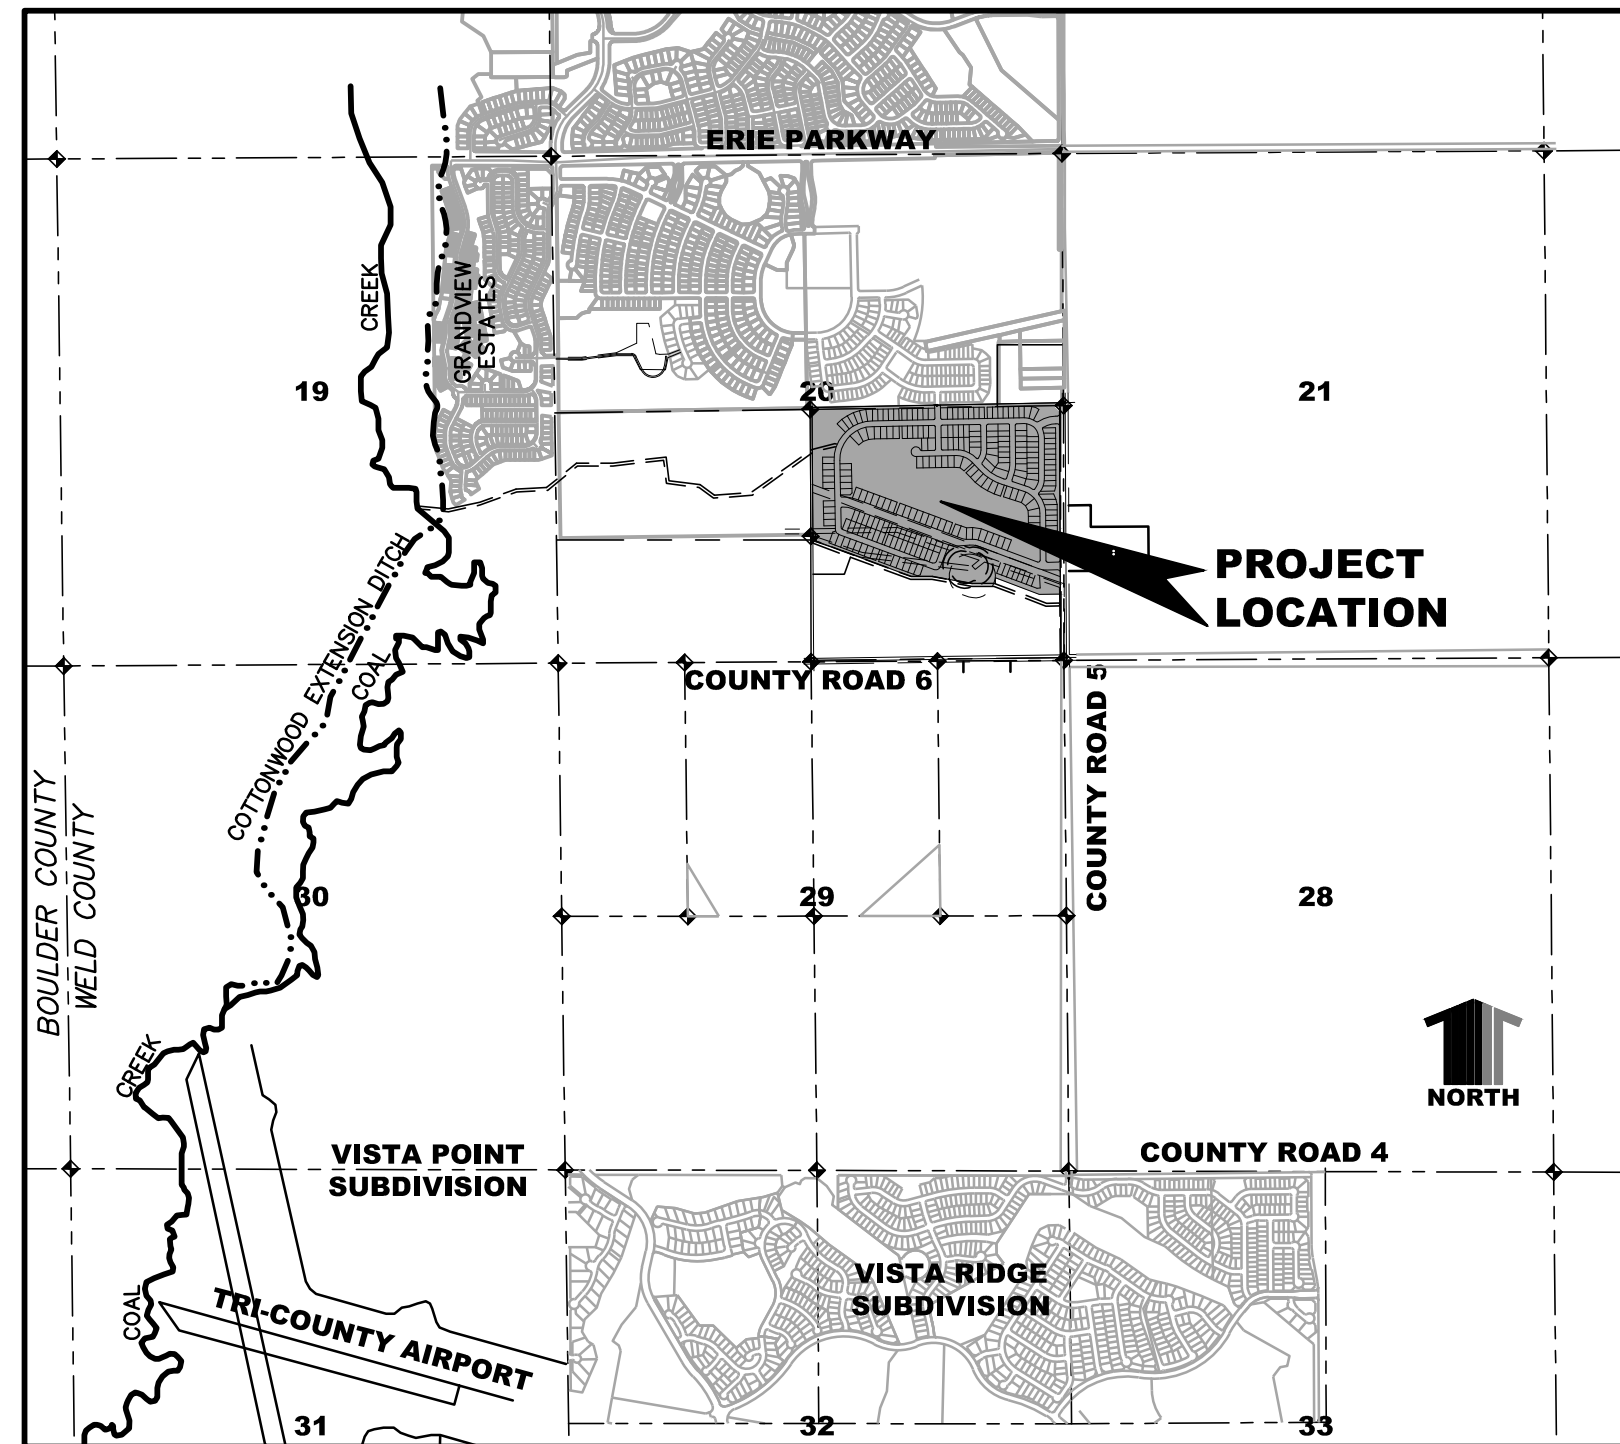 ERIE PARKWAY
CREEK
GRANDVIEW
ESTATES
19
20
21
PROJECT
LOCATION
COTTONWOOD EXTENSION DITCH
COAL
COUNTY ROAD 6
COUNTY ROAD 5
BOULDER COUNTY
WELD COUNTY
30
29
28
CREEK
NORTH
VISTA POINT
SUBDIVISION
COUNTY ROAD 4
VISTA RIDGE
SUBDIVISION
COAL
TRI-COUNTY AIRPORT
31
32
33